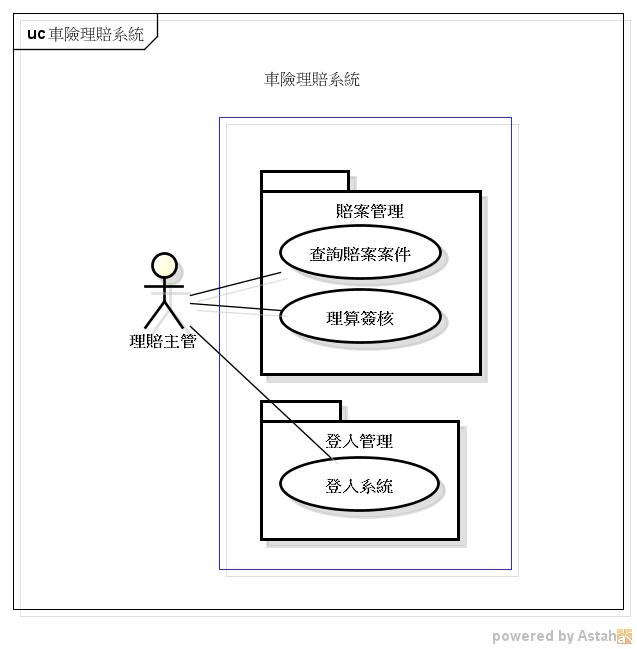 uc 車險理賠系統
車險理賠系統
賠案管理
查詢賠案案件
理算簽核
理賠主管
登入管理
登入系統
powered by Astah